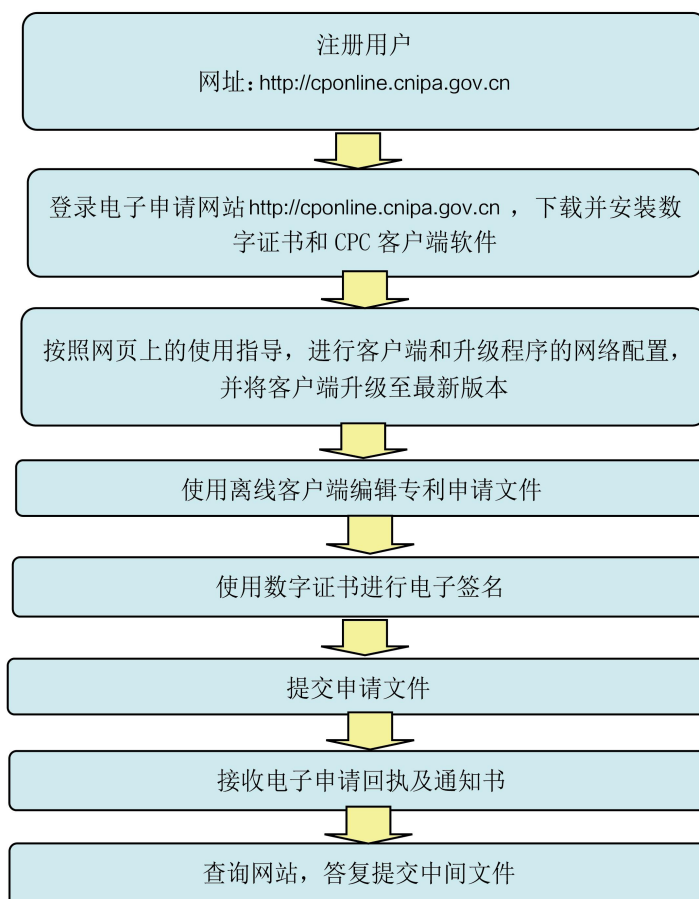 注册用户
网址：http://cponline.cnipa.gov.cn
登录电子申请网站http://cponline.cnipa.gov.cn ，下载并安装数
字证书和 CPC 客户端软件
按照网页上的使用指导，进行客户端和升级程序的网络配置，
并将客户端升级至最新版本
使用离线客户端编辑专利申请文件
使用数字证书进行电子签名
提交申请文件
接收电子申请回执及通知书
查询网站，答复提交中间文件